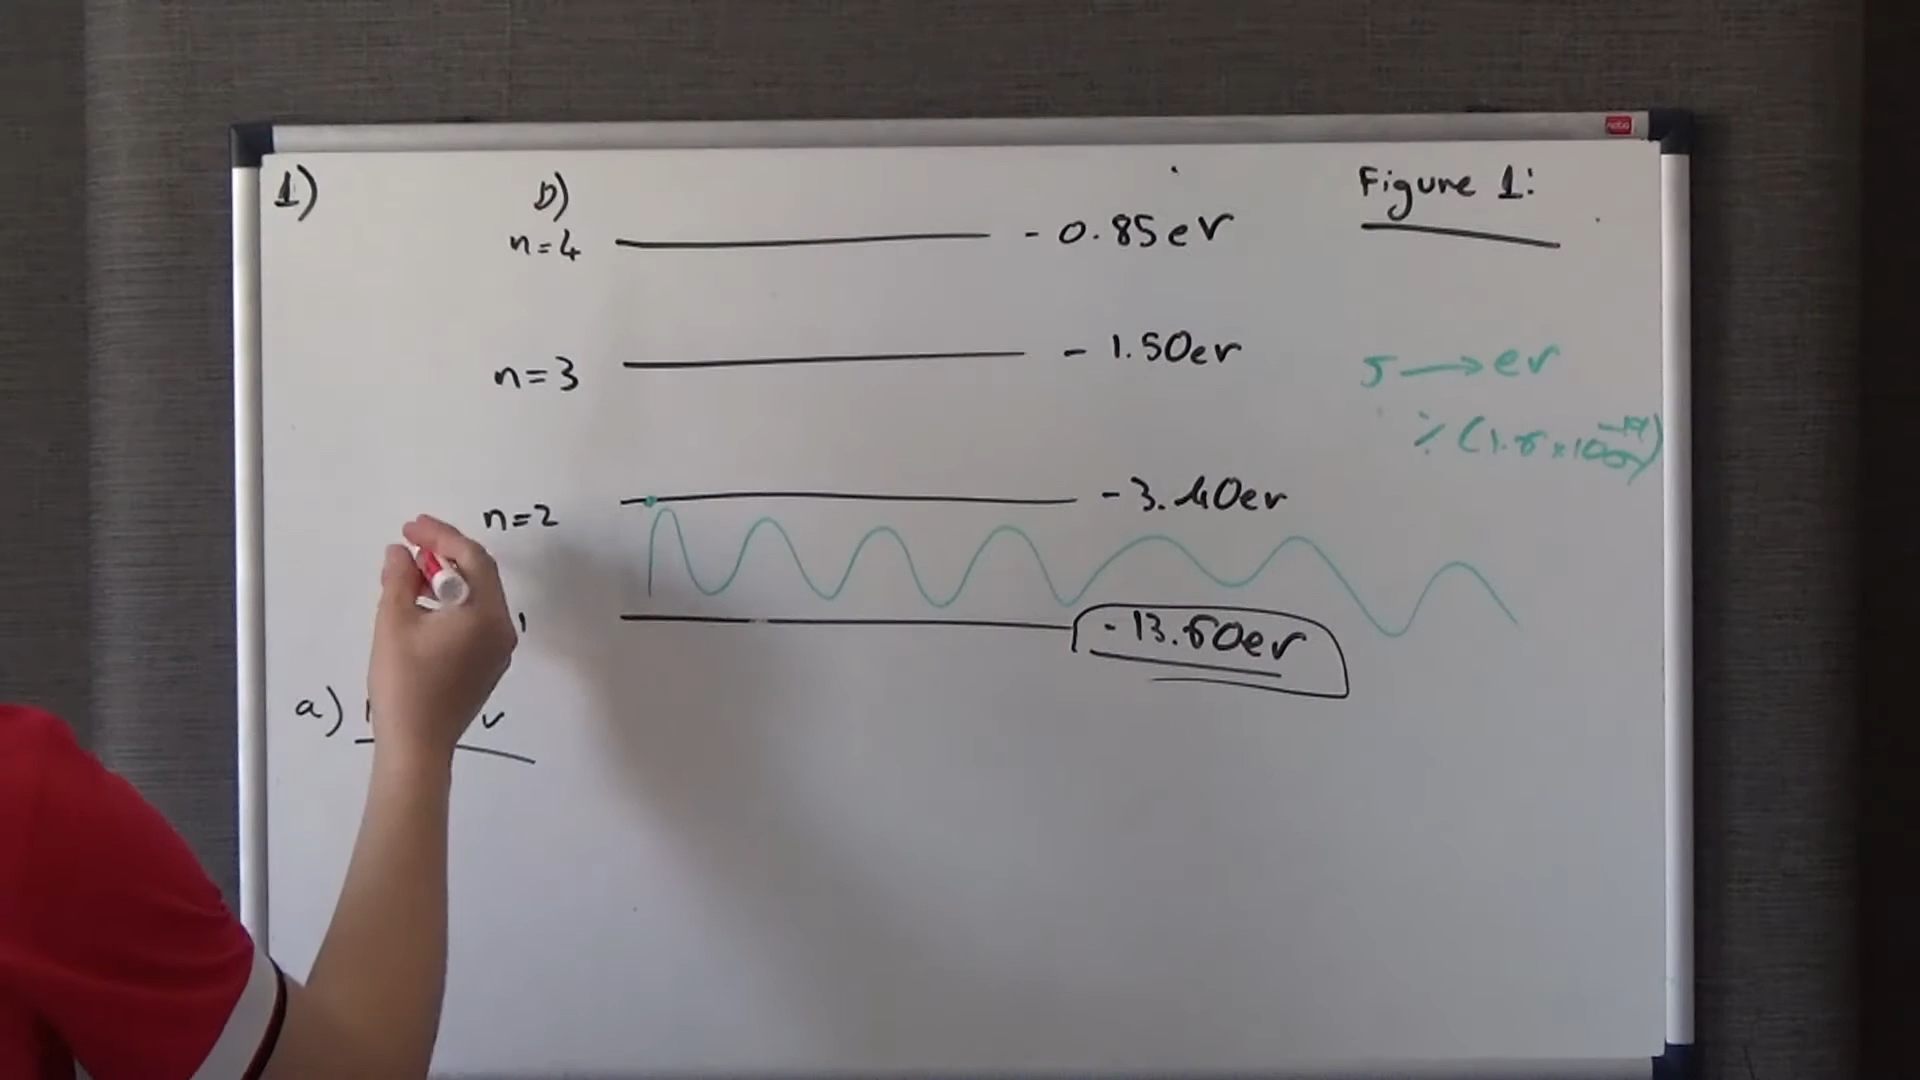 1)
b)
Figure 1:
n=4 - 0.85ev
n=3 - 1.50ev
J → ev
÷ (1.6×10⁻¹⁹)
n=2 - 3.40ev
- 13.60ev
a)
nobo